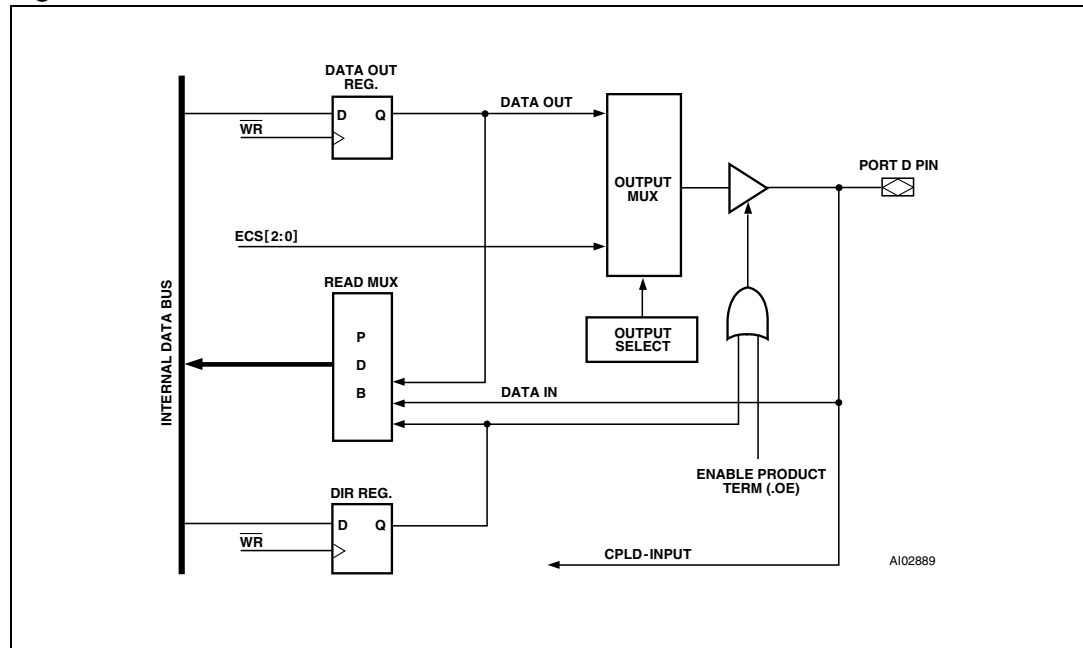 DATA OUT
REG.
D
Q
WR
DATA OUT
OUTPUT
MUX
PORT D PIN
ECS[2:0]
READ MUX
P
D
B
OUTPUT
SELECT
INTERNAL DATA BUS
DATA IN
ENABLE PRODUCT
TERM (.OE)
DIR REG.
D
Q
WR
CPLD-INPUT
AI02889